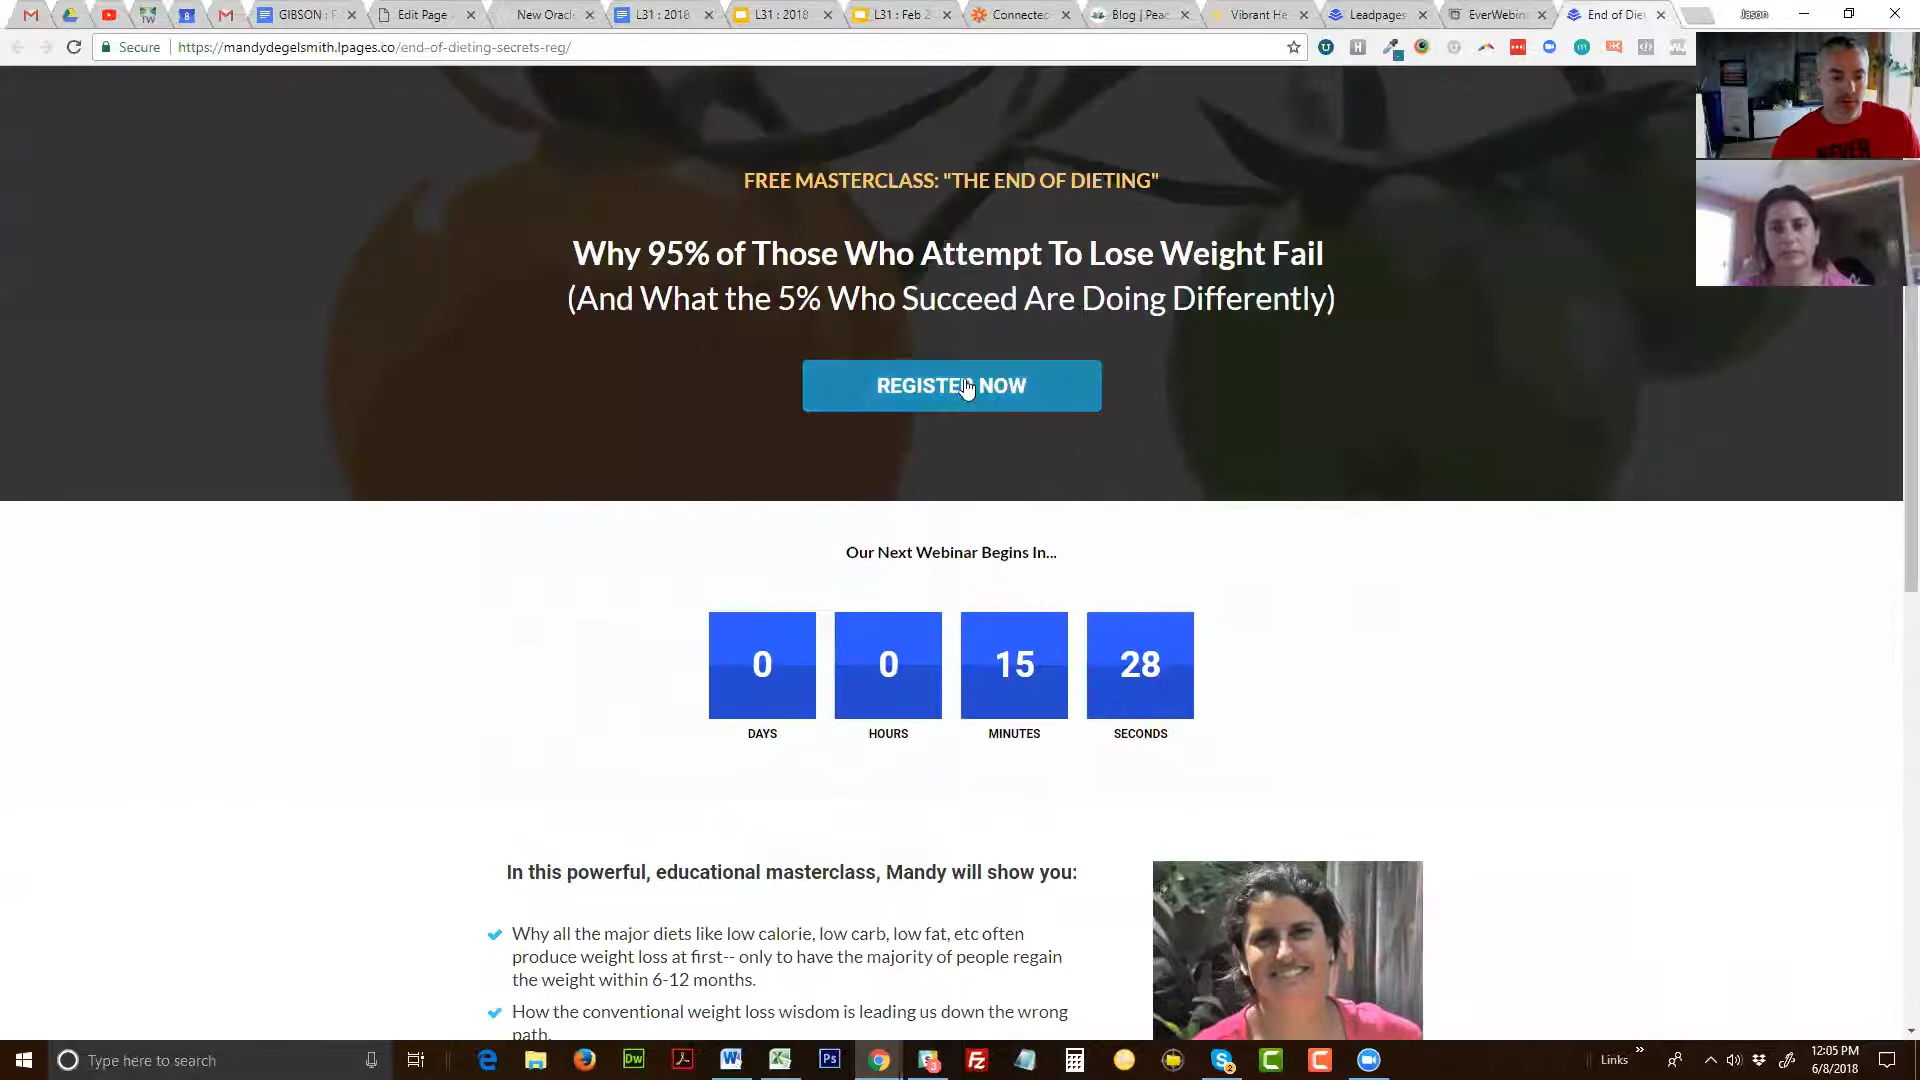 GIBSON : F
Edit Page
New Oracl
L31 : 2018
L31 : 2018
L31 : Feb 2
Connected
Blog | Peac
Vibrant He
Leadpages
EverWebin
End of Die
Jason
Secure
https://mandydegelsmith.lpages.co/end-of-dieting-secrets-reg/
NEVER
FREE MASTERCLASS: "THE END OF DIETING"
Why 95% of Those Who Attempt To Lose Weight Fail
(And What the 5% Who Succeed Are Doing Differently)
REGISTER NOW
Our Next Webinar Begins In...
0 0 15 28
DAYS HOURS MINUTES SECONDS
In this powerful, educational masterclass, Mandy will show you:
Why all the major diets like low calorie, low carb, low fat, etc often
produce weight loss at first-- only to have the majority of people regain
the weight within 6-12 months.
How the conventional weight loss wisdom is leading us down the wrong
path.
Type here to search
Links
12:05 PM
6/8/2018